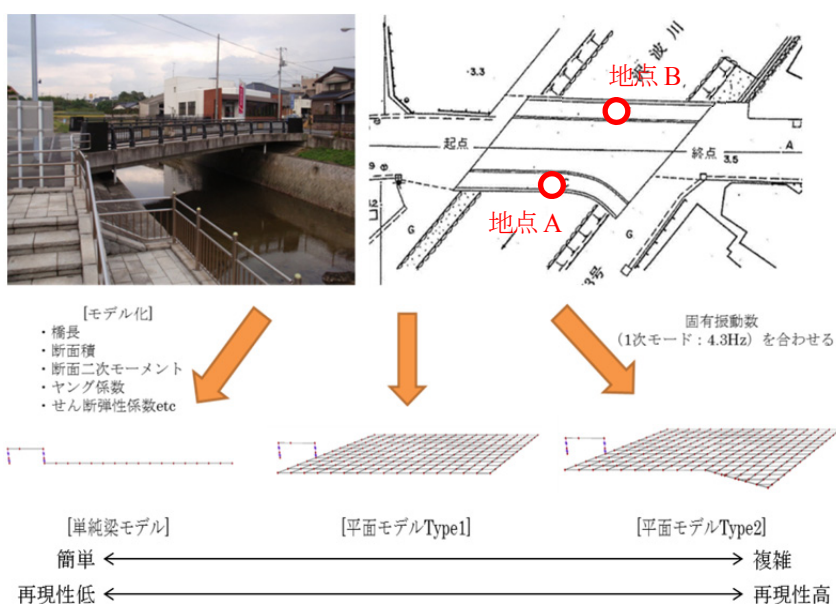 -3.3
地点 B
起点
終点 3.5
A
9
地点 A
G
G
3号
[モデル化]
・橋長
・断面積
・断面二次モーメント
・ヤング係数
・せん断弾性係数etc
固有振動数
(1次モード:4.3Hz)を合わせる
[単純梁モデル]
[平面モデルType1]
[平面モデルType2]
簡単
複雑
再現性低
再現性高